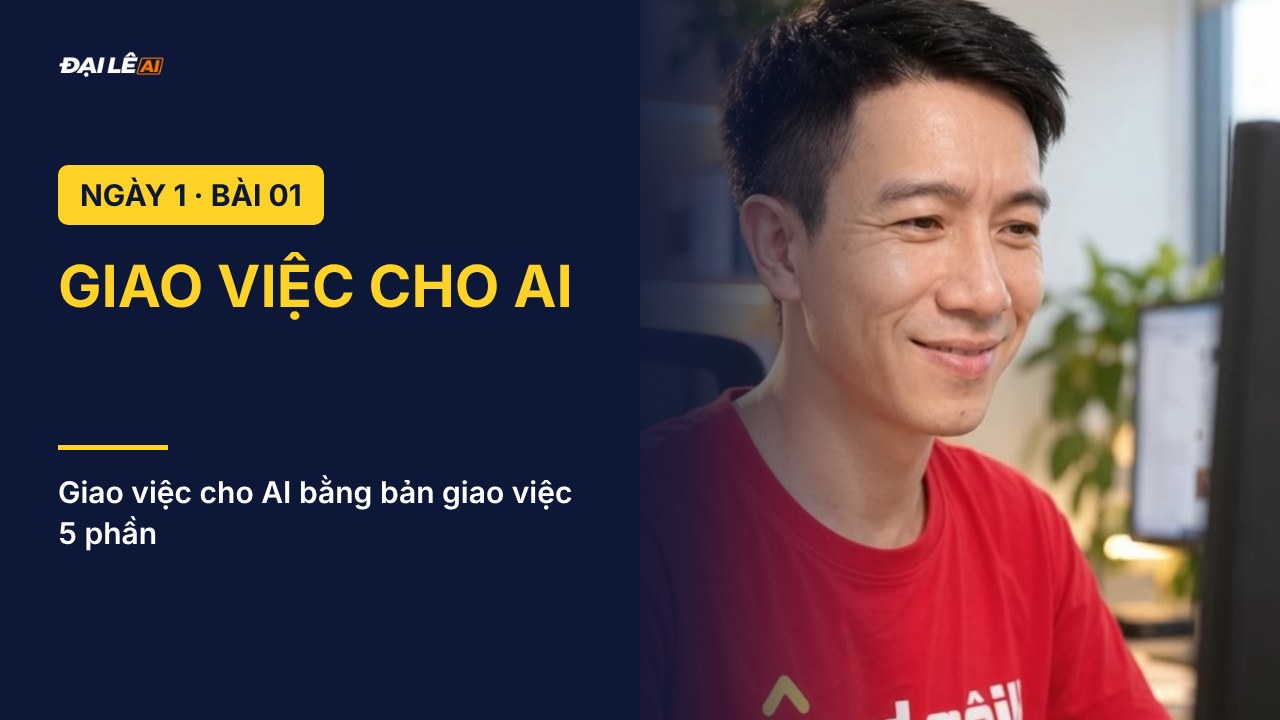 ĐẠI LÊ AI
NGÀY 1 · BÀI 01
GIAO VIỆC CHO AI
Giao việc cho AI bằng bản giao việc
5 phần